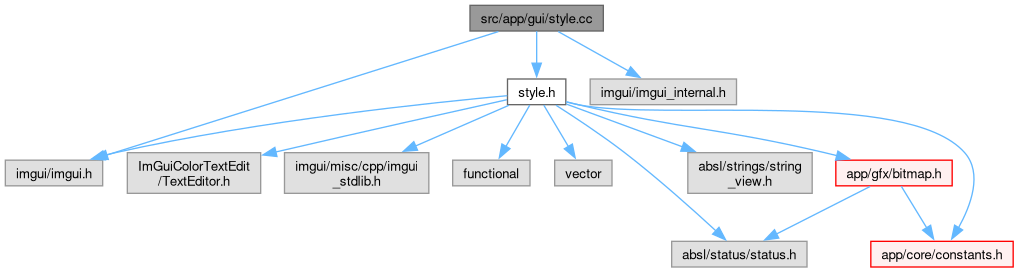 src/app/gui/style.cc
style.h
imgui/imgui_internal.h
imgui/imgui.h
ImGuiColorTextEdit
/TextEditor.h
imgui/misc/cpp/imgui
_stdlib.h
functional
vector
absl/strings/string
_view.h
app/gfx/bitmap.h
absl/status/status.h
app/core/constants.h